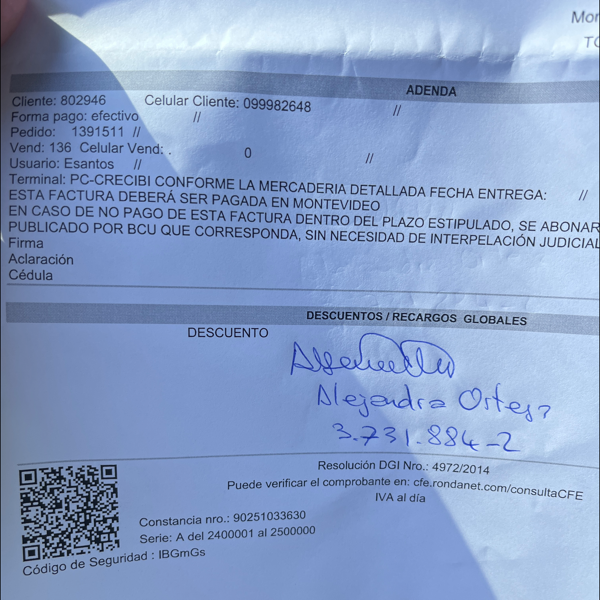 Mon
TO
ADENDA
Cliente: 802946 Celular Cliente: 099982648 //
Forma pago: efectivo //
Pedido: 1391511 //
Vend: 136 Celular Vend: . 0 //
Usuario: Esantos //
Terminal: PC-CRECIBI CONFORME LA MERCADERIA DETALLADA FECHA ENTREGA: //
ESTA FACTURA DEBERÁ SER PAGADA EN MONTEVIDEO
EN CASO DE NO PAGO DE ESTA FACTURA DENTRO DEL PLAZO ESTIPULADO, SE ABONAR
PUBLICADO POR BCU QUE CORRESPONDA, SIN NECESIDAD DE INTERPELACIÓN JUDICIAL
Firma
Aclaración
Cédula
DESCUENTOS / RECARGOS GLOBALES
DESCUENTO
Alejandra
3.731.884-2
Resolución DGI Nro.: 4972/2014
Puede verificar el comprobante en: cfe.rondanet.com/consultaCFE
IVA al día
Constancia nro.: 90251033630
Serie: A del 2400001 al 2500000
Código de Seguridad : IBGmGs